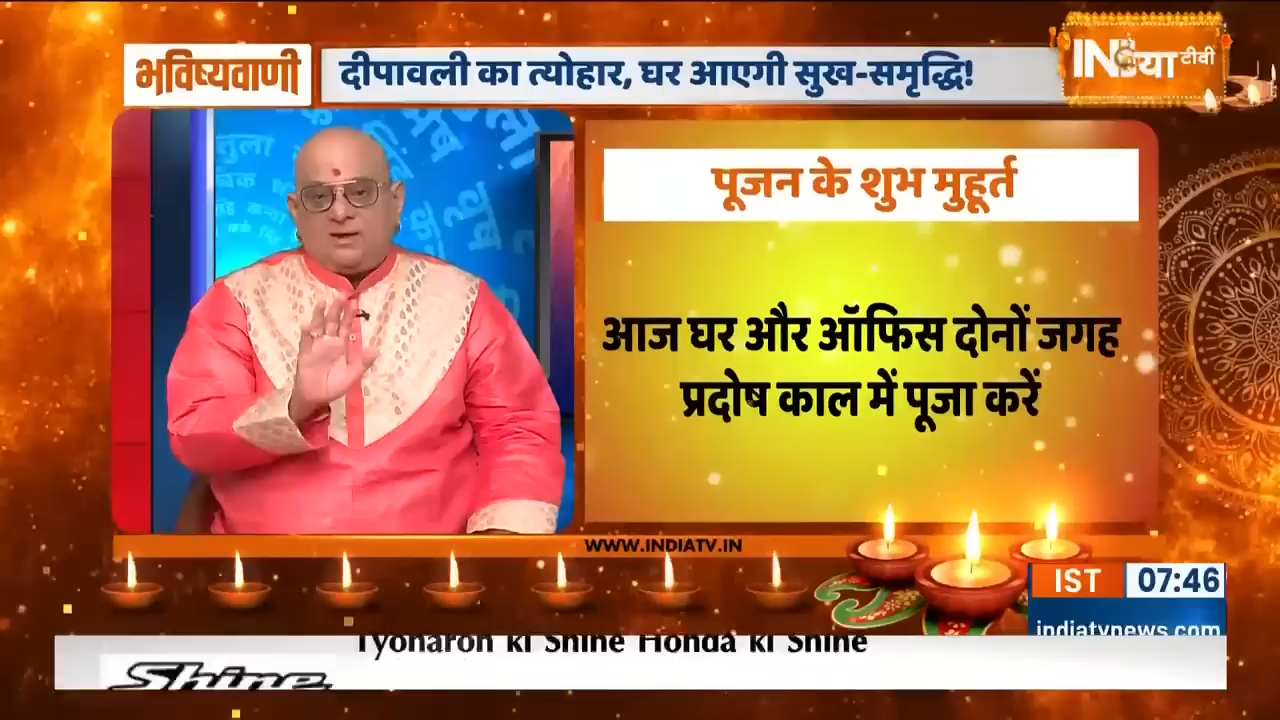 भविष्यवाणी
दीपावली का त्योहार, घर आएगी सुख-समृद्धि!
टीवी
पूजन के शुभ मुहूर्त
आज घर और ऑफिस दोनों जगह
प्रदोष काल में पूजा करें
तुला
WWW.INDIATV.IN
IST 07:46
indiatvnews.com
Tyoharon ki Shine Honda ki Shine
Shine